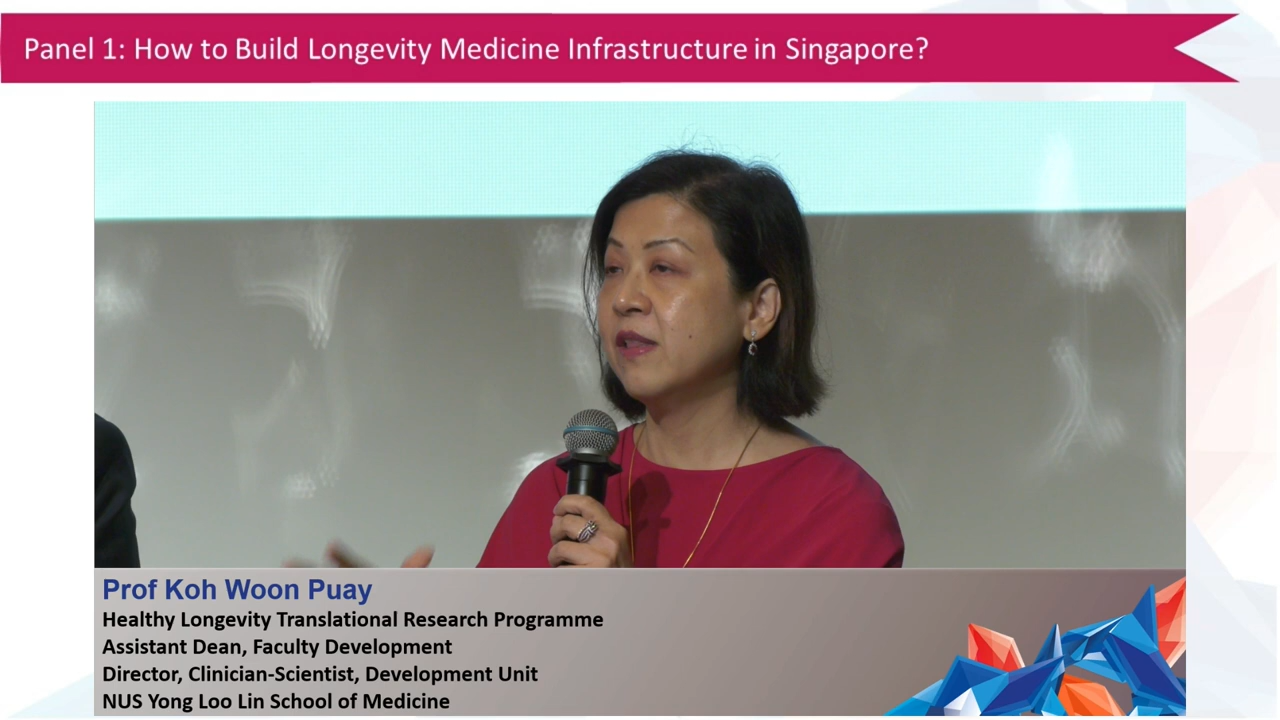 Panel 1: How to Build Longevity Medicine Infrastructure in Singapore?
Prof Koh Woon Puay
Healthy Longevity Translational Research Programme
Assistant Dean, Faculty Development
Director, Clinician-Scientist, Development Unit
NUS Yong Loo Lin School of Medicine